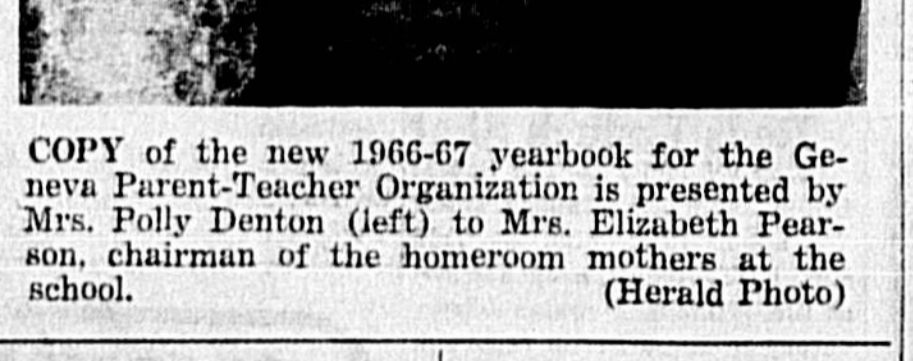 COPY of the new 1966-67 yearbook for the Ge-
neva Parent-Teacher Organization is presented by
Mrs. Polly Denton (left) to Mrs. Elizabeth Pear-
son, chairman of the homeroom mothers at the
school. (Herald Photo)